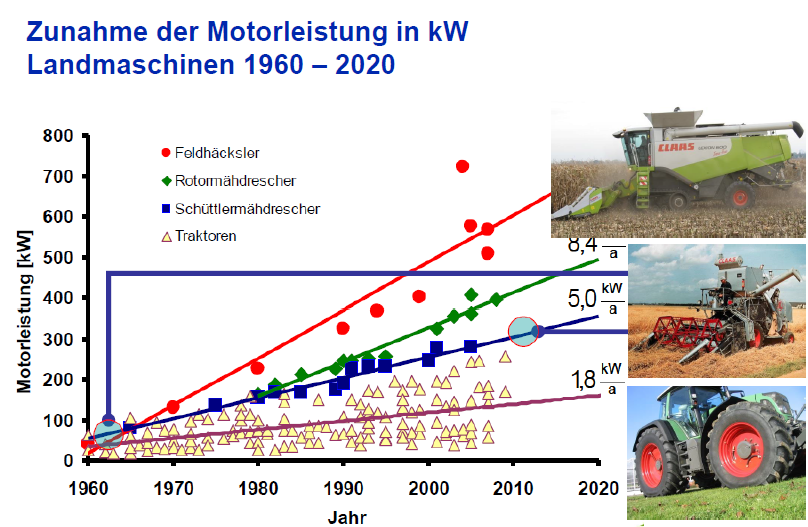 Zunahme der Motorleistung in kW
Landmaschinen 1960 – 2020
800
700
600
500
400
300
200
100
0
Motorleistung [kW]
Feldhäcksler
Rotormähdrescher
Schüttlermähdrescher
Traktoren
8,4
a
5,0 kW
a
1,8 kW
a
1960 1970 1980 1990 2000 2010 2020
Jahr
CLAAS